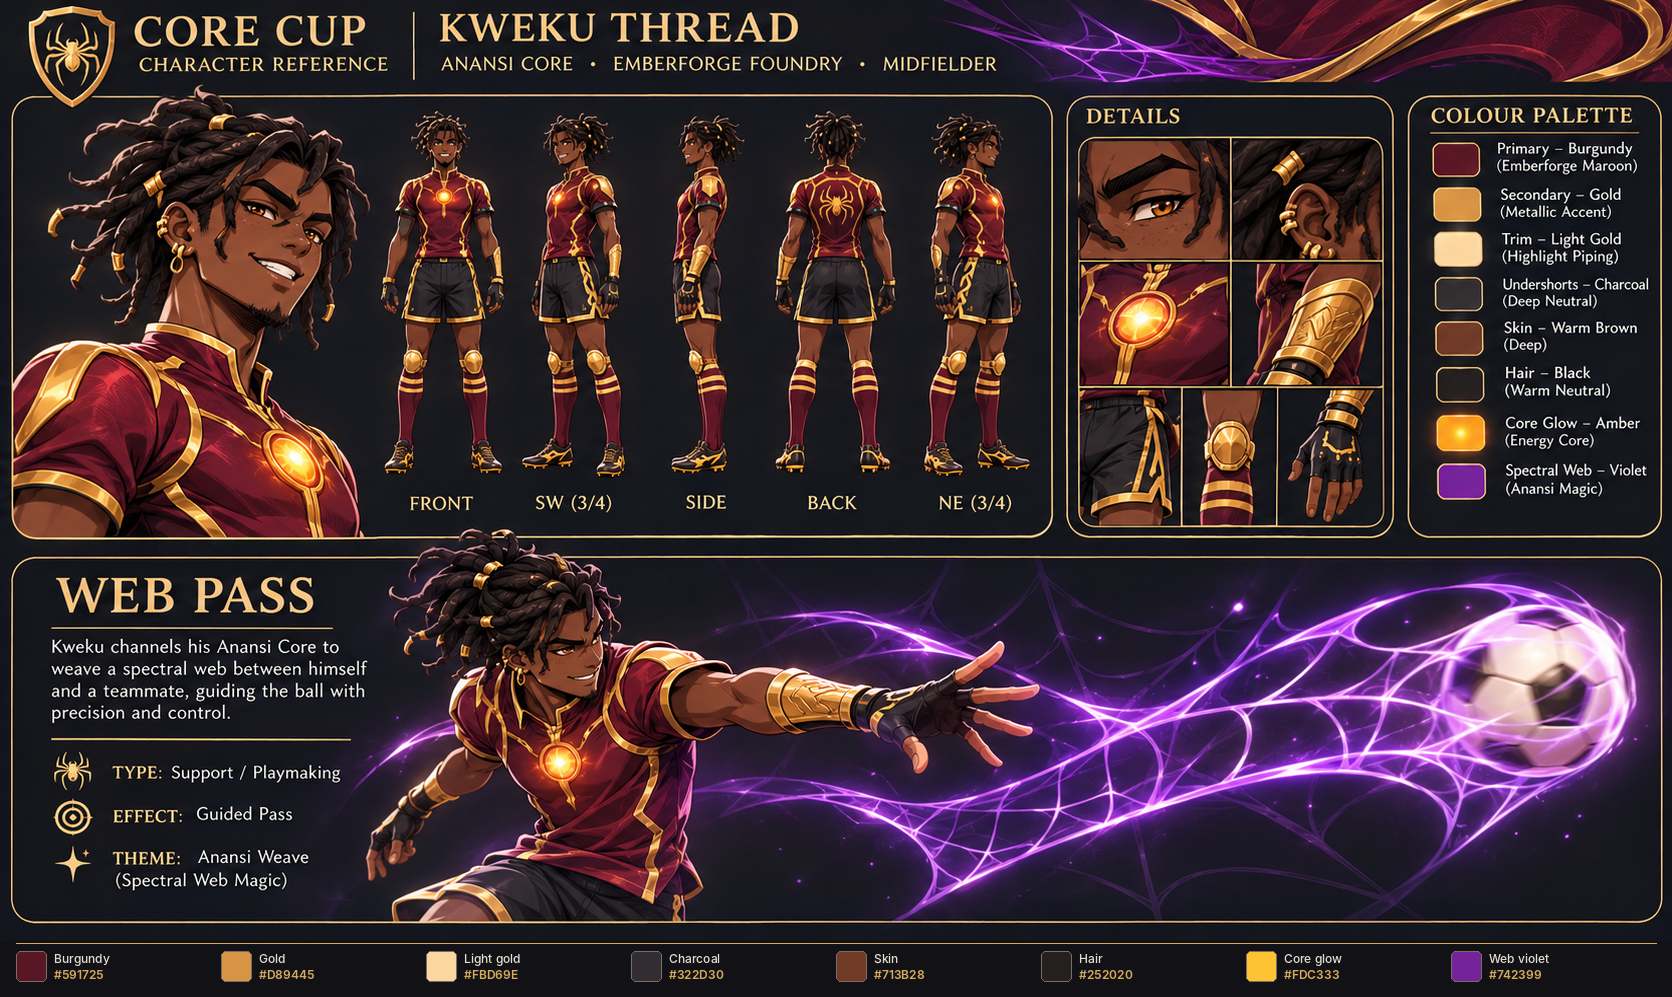 CORE CUP
CHARACTER REFERENCE
KWEKU THREAD
ANANSI CORE • EMBERFORGE FOUNDRY • MIDFIELDER
FRONT
SW (3/4)
SIDE
BACK
NE (3/4)
DETAILS
COLOUR PALETTE
Primary – Burgundy
(Emberforge Maroon)
Secondary – Gold
(Metallic Accent)
Trim – Light Gold
(Highlight Piping)
Undershorts – Charcoal
(Deep Neutral)
Skin – Warm Brown
(Deep)
Hair – Black
(Warm Neutral)
Core Glow – Amber
(Energy Core)
Spectral Web – Violet
(Anansi Magic)
WEB PASS
Kweku channels his Anansi Core to
weave a spectral web between himself
and a teammate, guiding the ball with
precision and control.
TYPE: Support / Playmaking
EFFECT: Guided Pass
THEME: Anansi Weave
(Spectral Web Magic)
Burgundy
#591725
Gold
#D89445
Light gold
#FBD69E
Charcoal
#322D30
Skin
#713B28
Hair
#252020
Core glow
#FDC333
Web violet
#742399